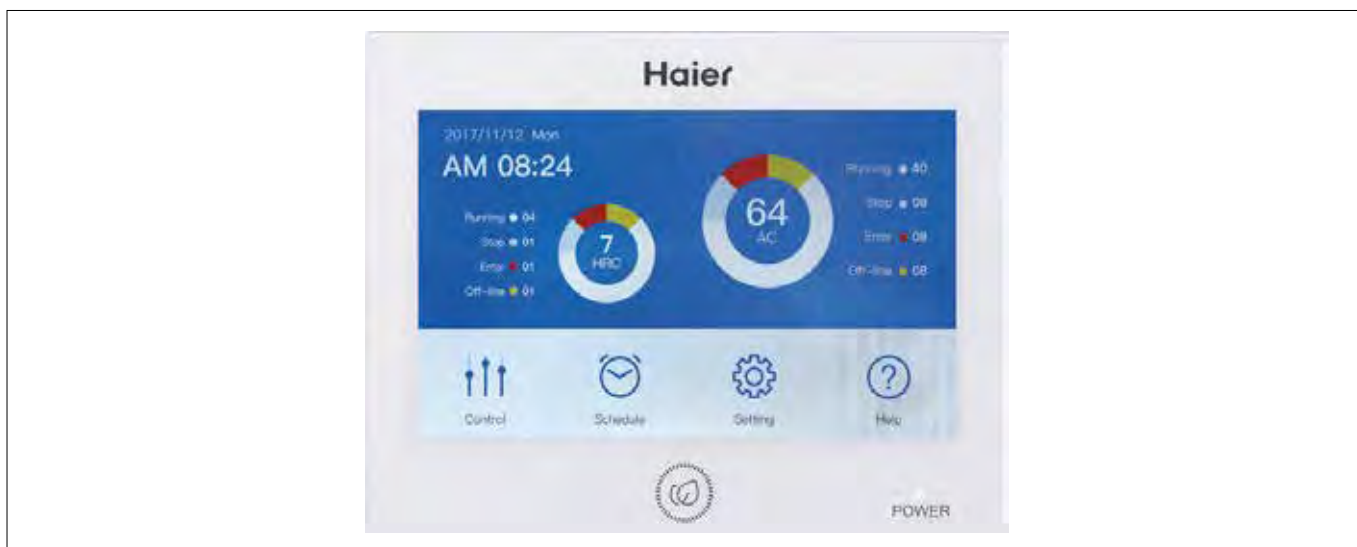 Haier
2017/11/12 Mon
AM 08:24
Running 04
Stop 01
Error 01
Off-line 01
7
HRC
64
AC
Running 40
Stop 08
Error 08
Off-line 08
Control
Schedule
Setting
Help
POWER